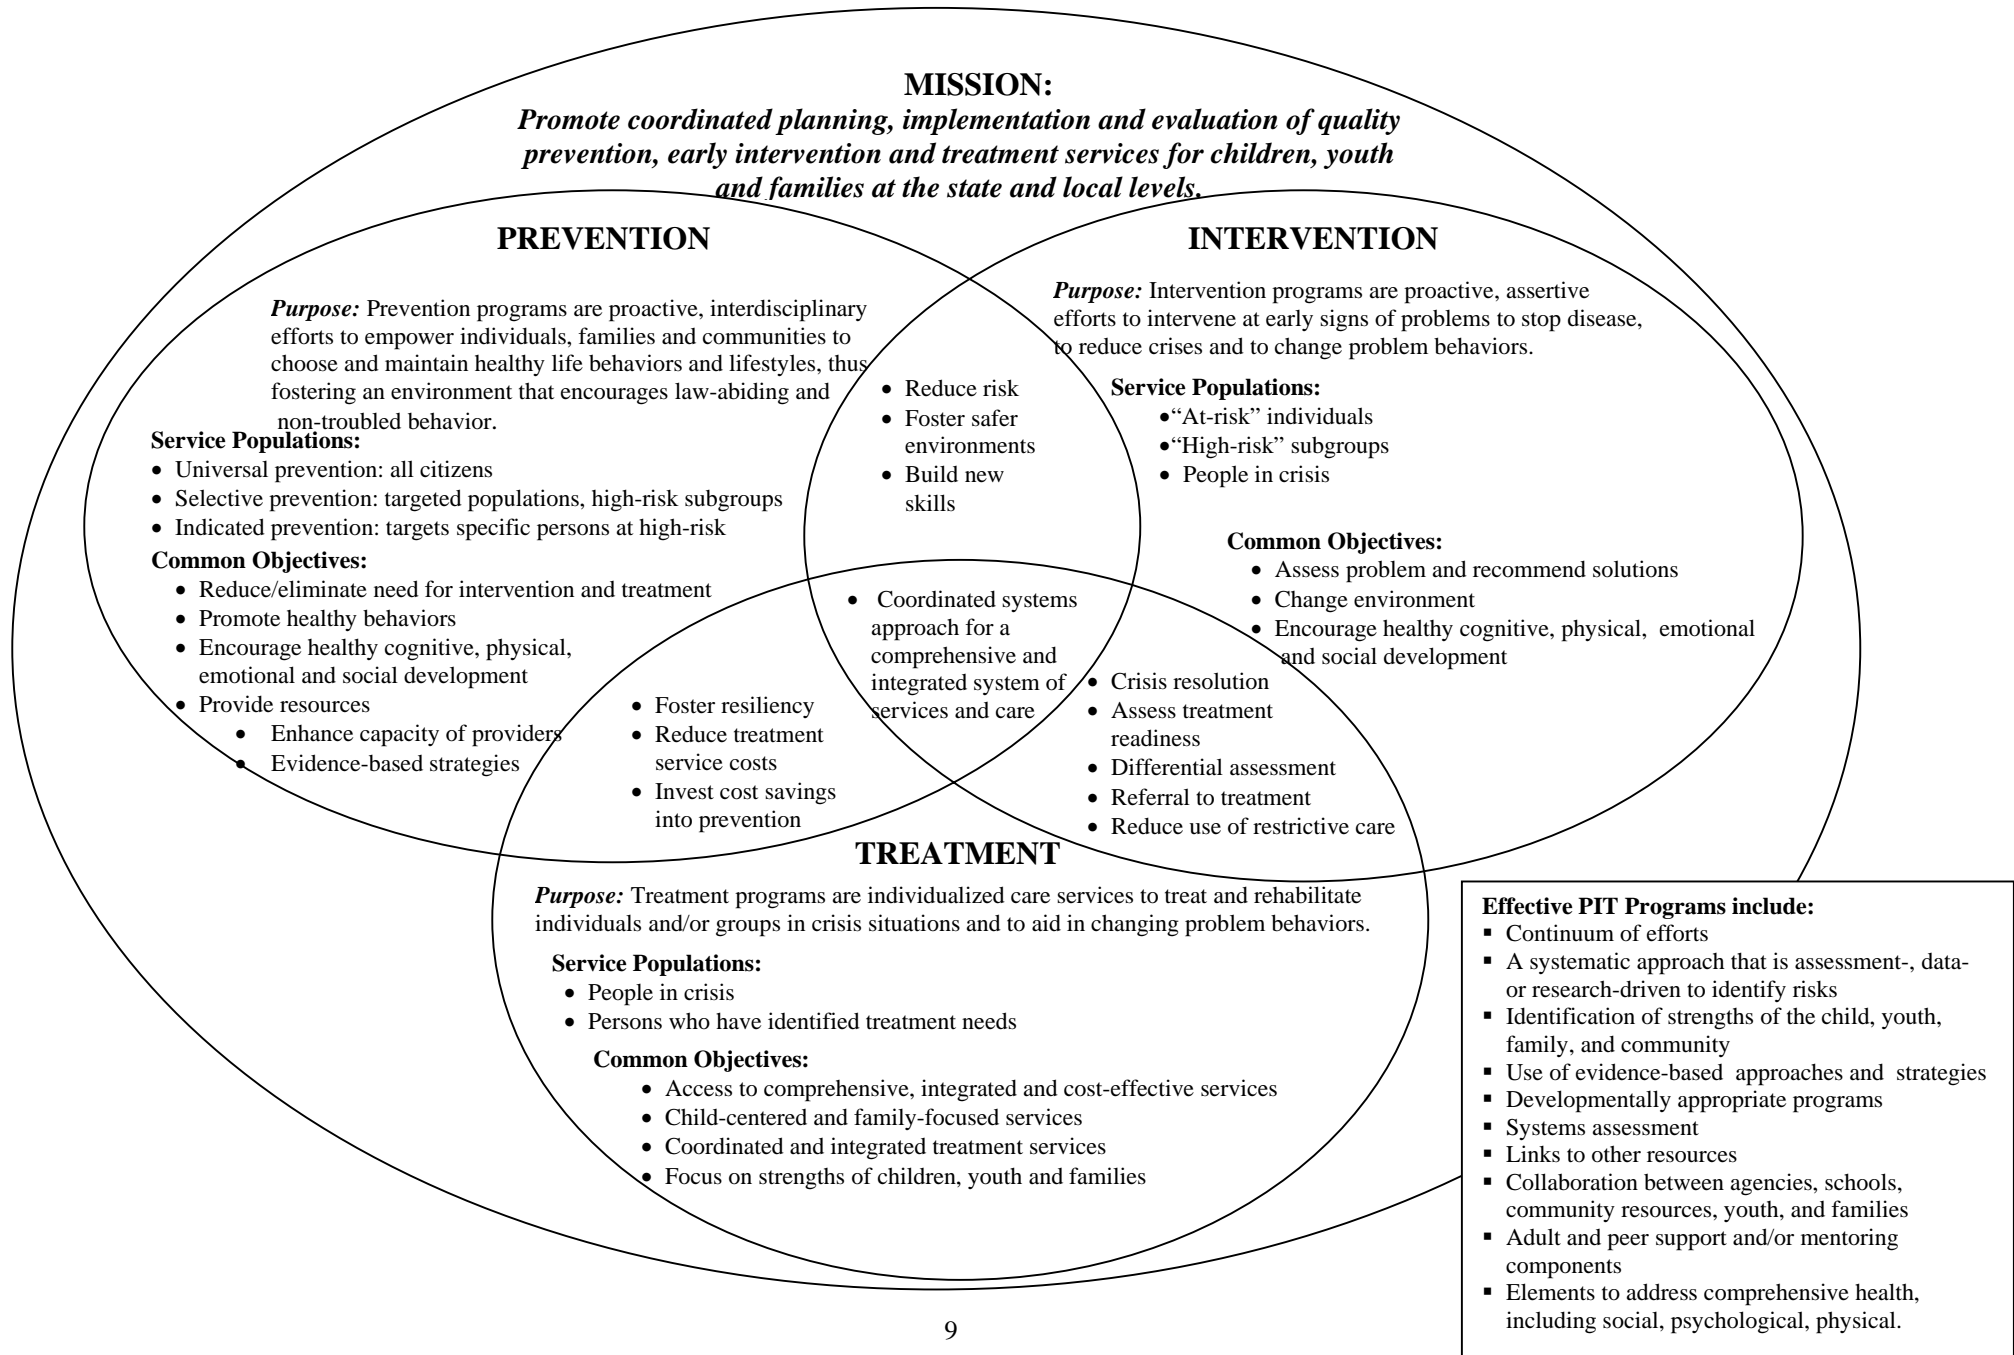 MISSION:
Promote coordinated planning, implementation and evaluation of quality
prevention, early intervention and treatment services for children, youth
and families at the state and local levels.
PREVENTION
Purpose: Prevention programs are proactive, interdisciplinary
efforts to empower individuals, families and communities to
choose and maintain healthy life behaviors and lifestyles, thus
fostering an environment that encourages law-abiding and
non-troubled behavior.
Service Populations:
• Universal prevention: all citizens
• Selective prevention: targeted populations, high-risk subgroups
• Indicated prevention: targets specific persons at high-risk
Common Objectives:
• Reduce/eliminate need for intervention and treatment
• Promote healthy behaviors
• Encourage healthy cognitive, physical,
emotional and social development
• Provide resources
• Enhance capacity of providers
• Evidence-based strategies
• Reduce risk
• Foster safer
environments
• Build new
skills
INTERVENTION
Purpose: Intervention programs are proactive, assertive
efforts to intervene at early signs of problems to stop disease,
to reduce crises and to change problem behaviors.
Service Populations:
•“At-risk” individuals
•“High-risk” subgroups
• People in crisis
Common Objectives:
• Assess problem and recommend solutions
• Change environment
• Encourage healthy cognitive, physical, emotional
and social development
• Coordinated systems
approach for a
comprehensive and
integrated system of
services and care
• Foster resiliency
• Reduce treatment
service costs
• Invest cost savings
into prevention
• Crisis resolution
• Assess treatment
readiness
• Differential assessment
• Referral to treatment
• Reduce use of restrictive care
TREATMENT
Purpose: Treatment programs are individualized care services to treat and rehabilitate
individuals and/or groups in crisis situations and to aid in changing problem behaviors.
Service Populations:
• People in crisis
• Persons who have identified treatment needs
Common Objectives:
• Access to comprehensive, integrated and cost-effective services
• Child-centered and family-focused services
• Coordinated and integrated treatment services
• Focus on strengths of children, youth and families
Effective PIT Programs include:
▪ Continuum of efforts
▪ A systematic approach that is assessment-, data-
or research-driven to identify risks
▪ Identification of strengths of the child, youth,
family, and community
▪ Use of evidence-based approaches and strategies
▪ Developmentally appropriate programs
▪ Systems assessment
▪ Links to other resources
▪ Collaboration between agencies, schools,
community resources, youth, and families
▪ Adult and peer support and/or mentoring
components
▪ Elements to address comprehensive health,
including social, psychological, physical.
9